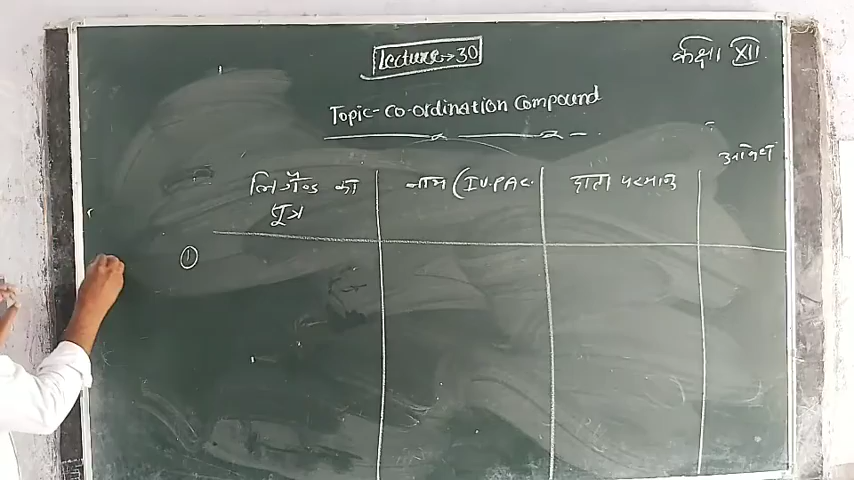 Lecture→30
कक्षा XII
Topic-Co-ordination Compound
लिगैण्ड का सूत्र
नाम (I.U.P.A.C.
दाता परमाणु
आवेश
①